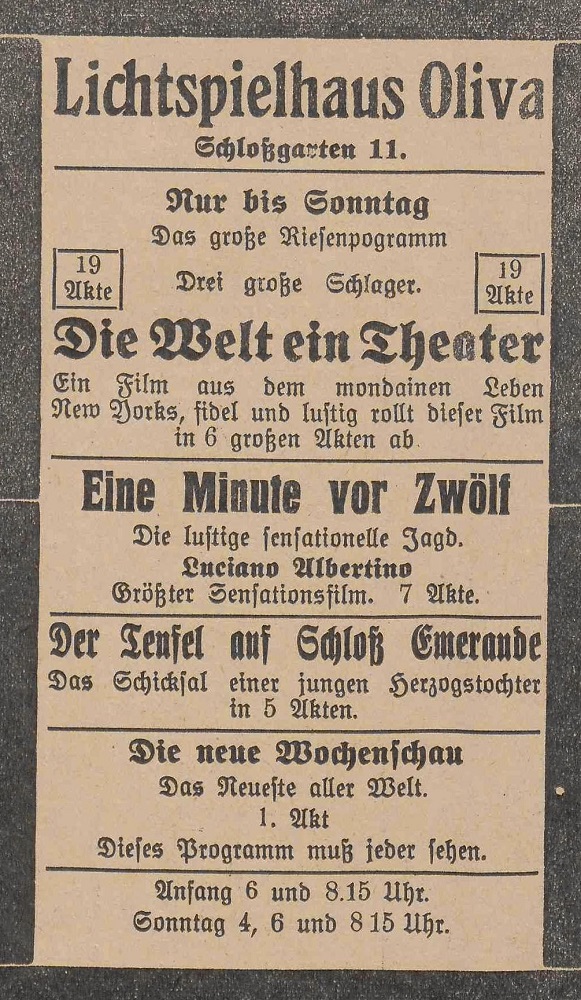 Lichtspielhaus Oliva
Schloßgarten 11.
Nur bis Sonntag
Das große Riesenpogramm
19 Akte
Drei große Schlager.
19 Akte
Die Welt ein Theater
Ein Film aus dem mondainen Leben
New Yorks, fidel und lustig rollt dieser Film
in 6 großen Akten ab
Eine Minute vor Zwölf
Die lustige sensationelle Jagd.
Luciano Albertino
Größter Sensationsfilm. 7 Akte.
Der Teufel auf Schloß Emeraude
Das Schicksal einer jungen Herzogstochter
in 5 Akten.
Die neue Wochenschau
Das Neueste aller Welt.
1. Akt
Dieses Programm muß jeder sehen.
Anfang 6 und 8.15 Uhr.
Sonntag 4, 6 und 8 15 Uhr.